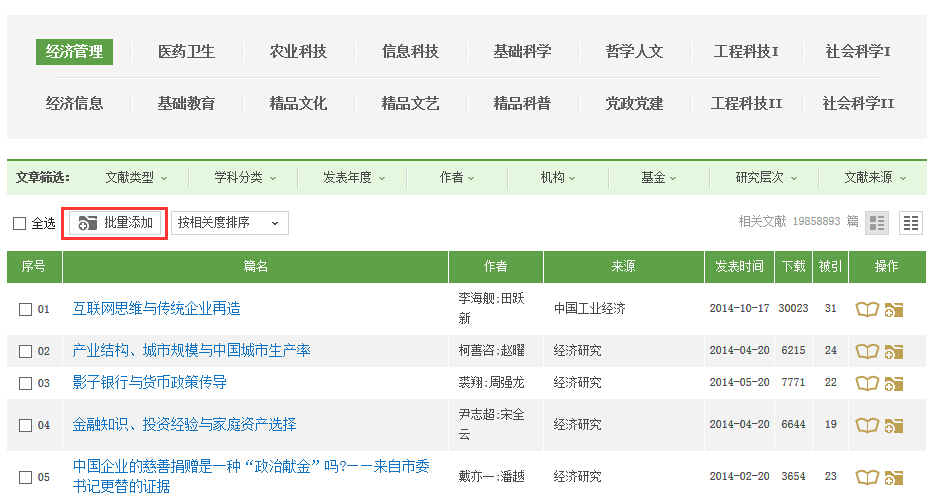 经济管理 医药卫生 农业科技 信息科技 基础科学 哲学人文 工程科技I 社会科学I
经济信息 基础教育 精品文化 精品文艺 精品科普 党政党建 工程科技II 社会科学II
文章筛选: 文献类型 学科分类 发表年度 作者 机构 基金 研究层次 文献来源
全选 批量添加 按相关度排序 相关文献 19858893 篇
序号 篇名 作者 来源 发表时间 下载 被引 操作
01 互联网思维与传统企业再造 李海舰;田跃 中国工业经济 2014-10-17 30023 31
新
02 产业结构、城市规模与中国城市生产率 柯善咨;赵曜 经济研究 2014-04-20 6215 24
03 影子银行与货币政策传导 裘翔;周强龙 经济研究 2014-05-20 7771 22
04 金融知识、投资经验与家庭资产选择 尹志超;宋全 经济研究 2014-04-20 6644 19
云
05 中国企业的慈善捐赠是一种“政治献金”吗?——来自市委 戴亦一;潘越 经济研究 2014-02-20 3654 23
书记更替的证据